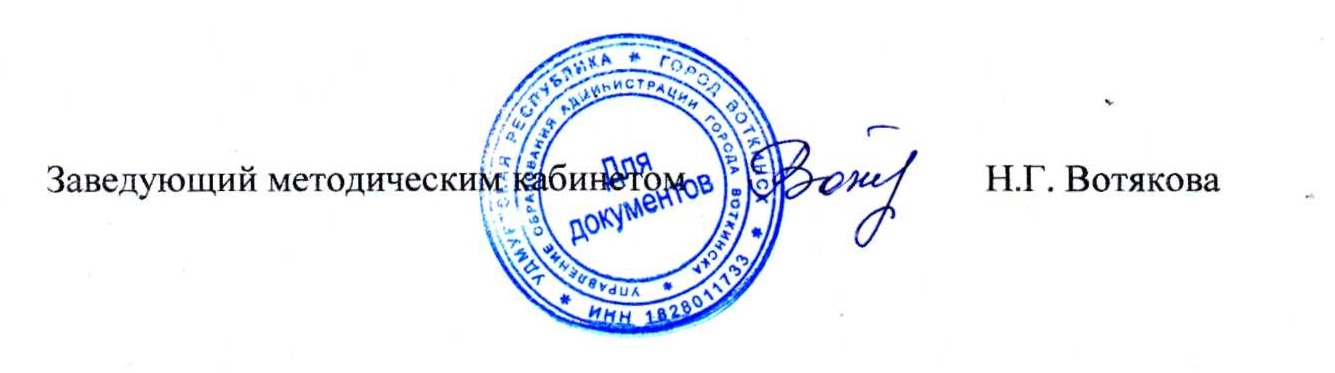 Заведующий методическим кабинетом Н.Г. Вотякова
УДМУРТСКАЯ РЕСПУБЛИКА * ГОРОД ВОТКИНСК * ИНН 1828011733 *
УПРАВЛЕНИЕ ОБРАЗОВАНИЯ АДМИНИСТРАЦИИ ГОРОДА ВОТКИНСКА *
Для
документов